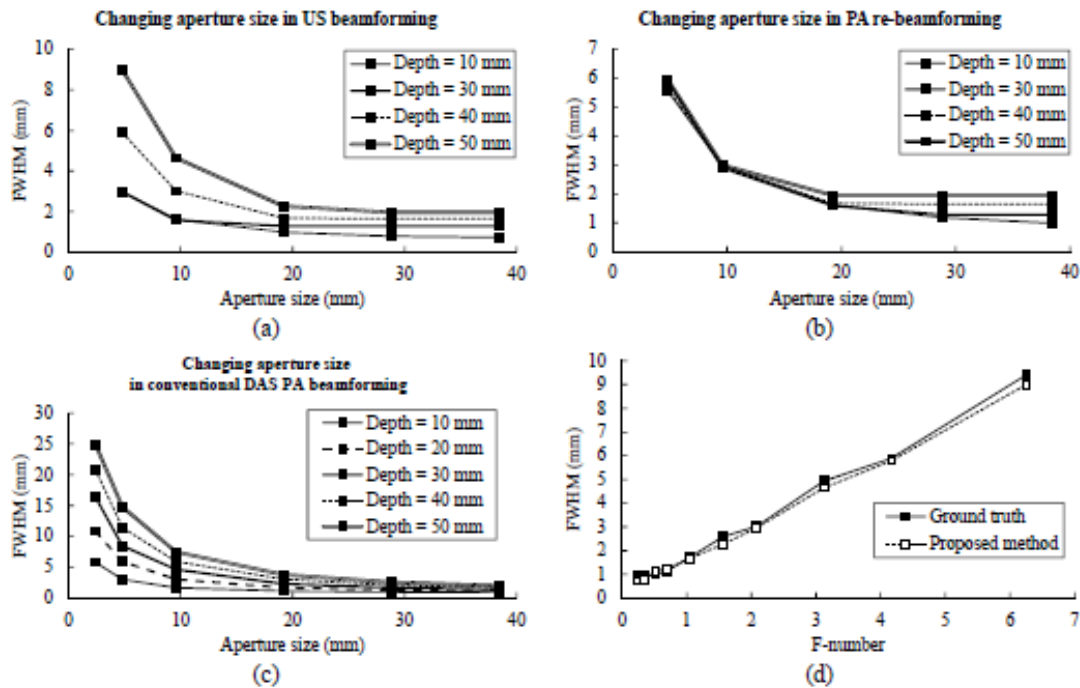 Changing aperture size in US beamforming
10
8
6
4
2
0
FWHM (mm)
Depth = 10 mm
Depth = 30 mm
Depth = 40 mm
Depth = 50 mm
0 10 20 30 40
Aperture size (mm)
(a)
Changing aperture size in PA re-beamforming
7
6
5
4
3
2
1
0
FWHM (mm)
Depth = 10 mm
Depth = 30 mm
Depth = 40 mm
Depth = 50 mm
0 10 20 30 40
Aperture size (mm)
(b)
Changing aperture size
in conventional DAS PA beamforming
30
25
20
15
10
5
0
FWHM (mm)
Depth = 10 mm
Depth = 20 mm
Depth = 30 mm
Depth = 40 mm
Depth = 50 mm
0 10 20 30 40
Aperture size (mm)
(c)
10
9
8
7
6
5
4
3
2
1
0
FWHM (mm)
Ground truth
Proposed method
0 1 2 3 4 5 6 7
F-number
(d)